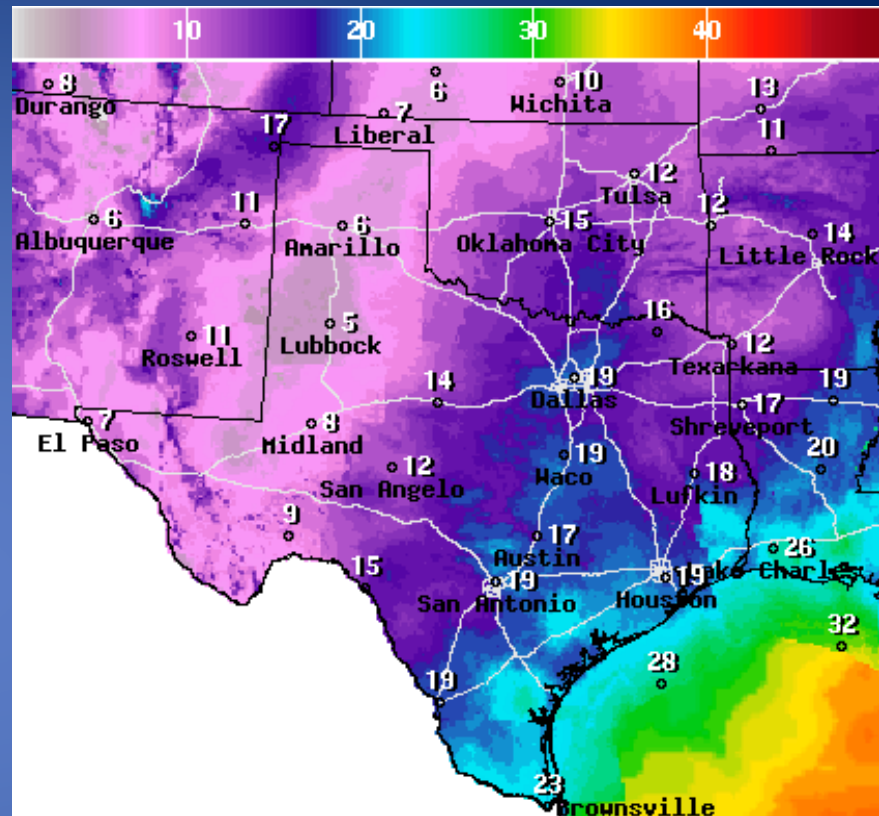 10 20 30 40
8 6 10 13
Durango Wichita
7
Liberal
17 11
12
Tulsa
6 11 6 15 12 14
Albuquerque Amarillo Oklahoma City Little Rock
5 16
11 12
Roswell Lubbock Texarkana
19
14 Dallas 19
7 8 17
El Paso Midland Shreveport
19 20
12 Waco 18
San Angelo Lufkin
9 17 26
Austin Lake Charles
15 19 19
San Antonio Houston
32
28
19
23
Brownsville